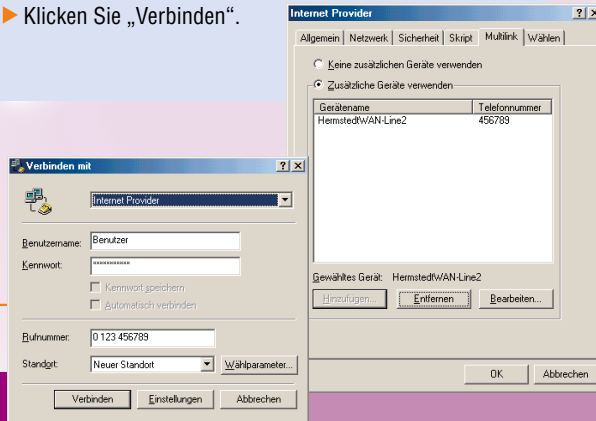 Klicken Sie „Verbinden“.
Internet Provider
Allgemein Netzwerk Sicherheit Skript Multilink Wählen
Keine zusätzlichen Geräte verwenden
Zusätzliche Geräte verwenden
Gerätename Telefonnummer
HermstedtWAN-Line2 456789
Gewähltes Gerät: HermstedtWAN-Line2
Hinzufügen... Entfernen Bearbeiten...
OK Abbrechen
Verbinden mit
Internet Provider
Benutzername: Benutzer
Kennwort: xxxxxxxxxxx
Kennwort speichern
Automatisch verbinden
Rufnummer: 0 123 456789
Standort: Neuer Standort Wählparameter...
Verbinden Einstellungen Abbrechen